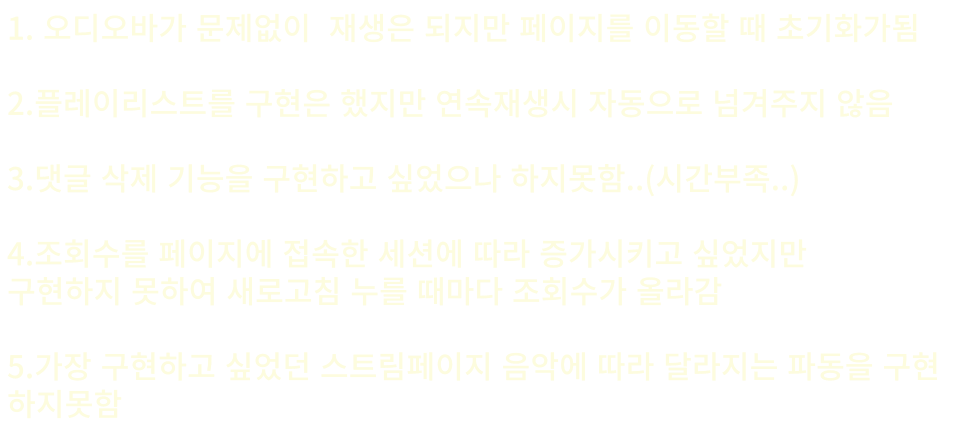 1. 오디오바가 문제없이  재생은 되지만 페이지를 이동할 때 초기화가됨
2.플레이리스트를 구현은 했지만 연속재생시 자동으로 넘겨주지 않음
3.댓글 삭제 기능을 구현하고 싶었으나 하지못함..(시간부족..)
4.조회수를 페이지에 접속한 세션에 따라 증가시키고 싶었지만
구현하지 못하여 새로고침 누를 때마다 조회수가 올라감
5.가장 구현하고 싶었던 스트림페이지 음악에 따라 달라지는 파동을 구현
하지못함